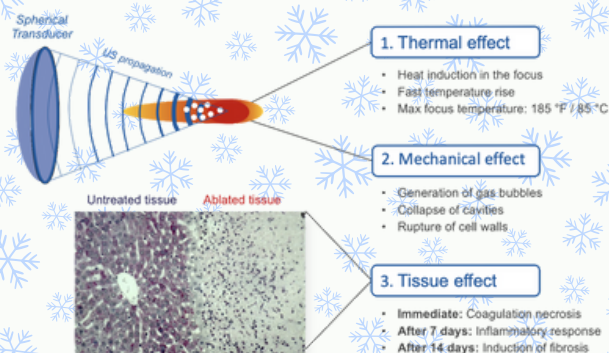 Spherical
Transducer
US propagation
1. Thermal effect
• Heat induction in the focus
• Fast temperature rise
• Max focus temperature: 185 °F / 85 °C
2. Mechanical effect
• Generation of gas bubbles
• Collapse of cavities
• Rupture of cell walls
Untreated tissue
Ablated tissue
3. Tissue effect
• Immediate: Coagulation necrosis
• After 7 days: Inflammatory response
• After 14 days: Induction of fibrosis